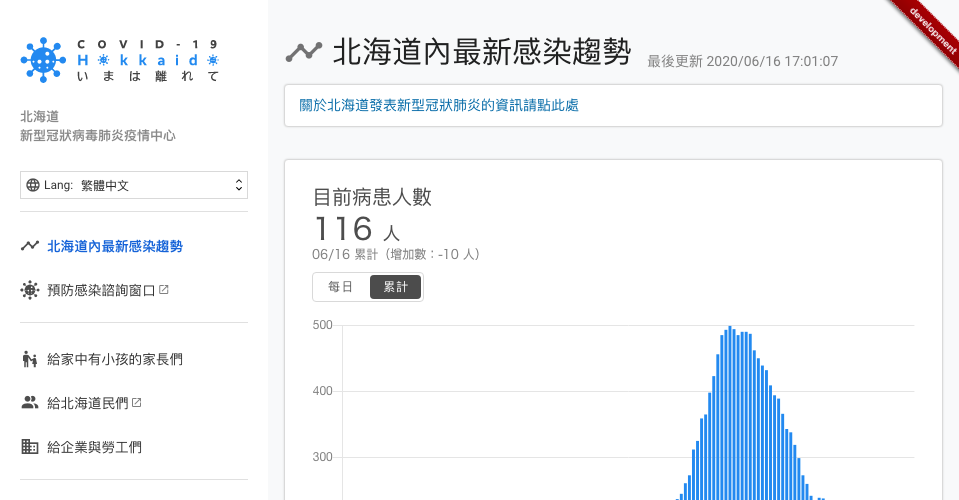 COVID-19
Hokkaido
いまは離れて
北海道
新型冠狀病毒肺炎疫情中心
Lang: 繁體中文
北海道內最新感染趨勢
預防感染諮詢窗口
給家中有小孩的家長們
給北海道民們
給企業與勞工們
development
北海道內最新感染趨勢 最後更新 2020/06/16 17:01:07
關於北海道發表新型冠狀肺炎的資訊請點此處
目前病患人數
116 人
06/16 累計（增加數：-10 人）
每日 累計
500
400
300